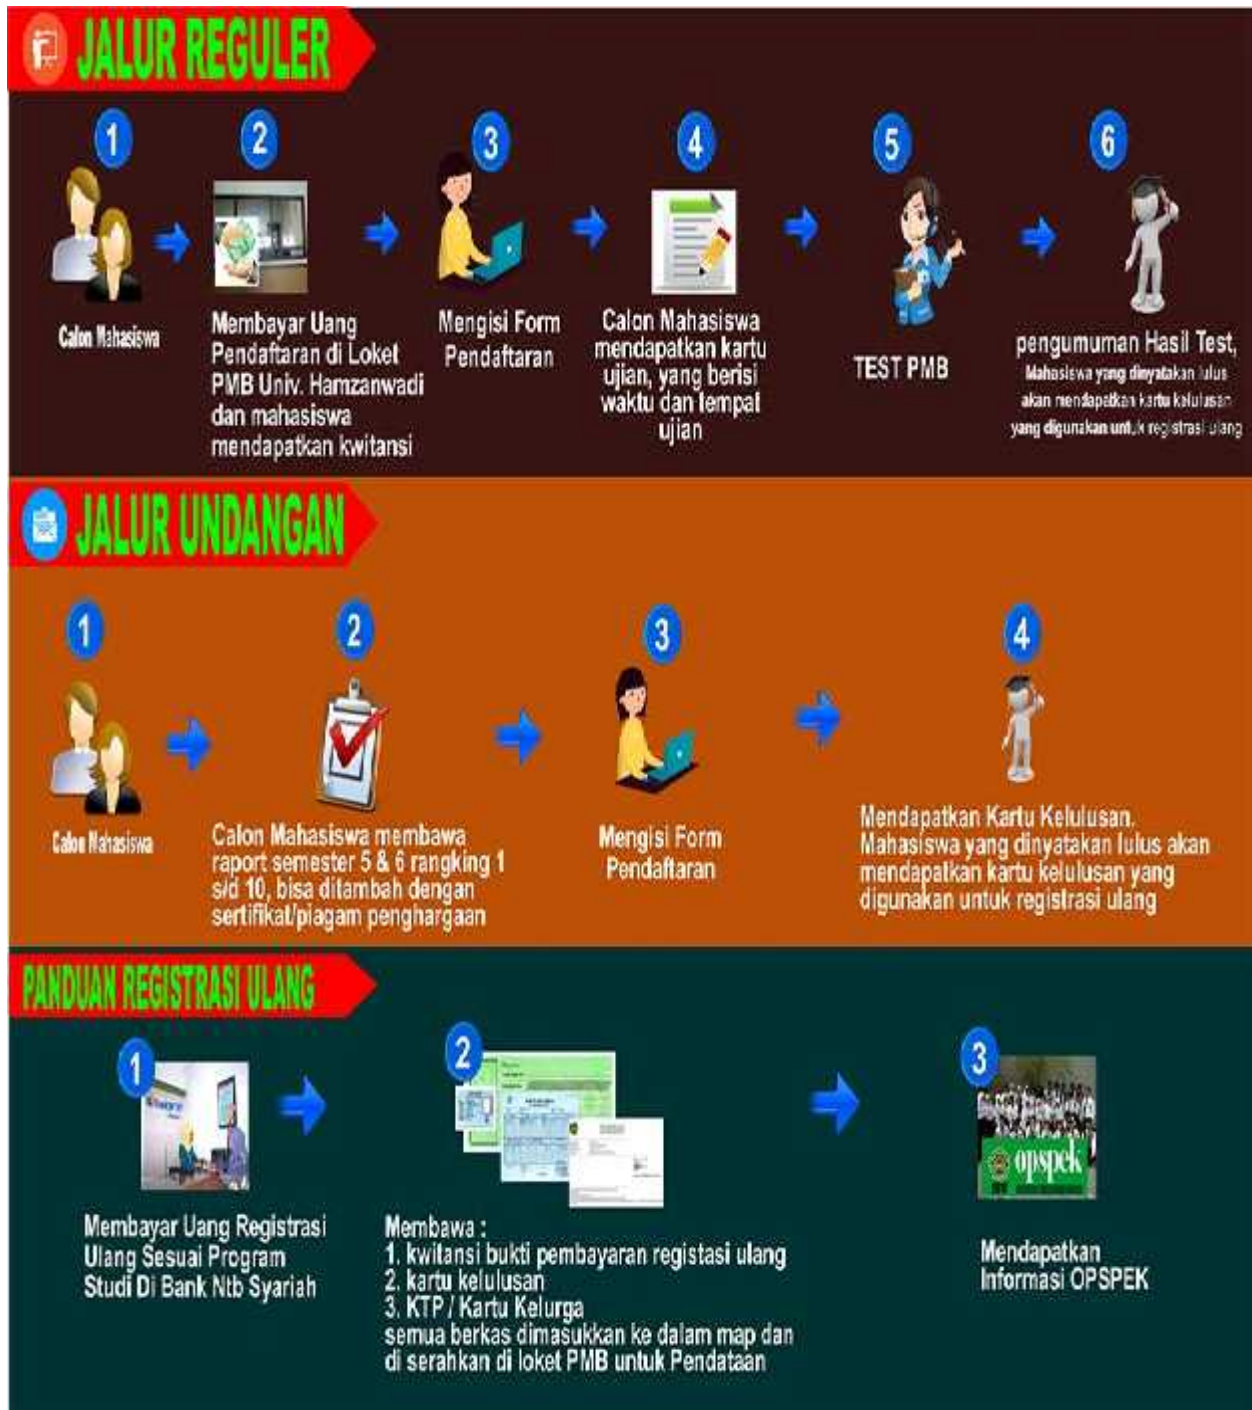 JALUR REGULER
1
2
3
4
5
6
Calon Mahasiswa
Membayar Uang
Pendaftaran di Loket
PMB Univ. Hamzanwadi
dan mahasiswa
mendapatkan kwitansi
Mengisi Form
Pendaftaran
Calon Mahasiswa
mendapatkan kartu
ujian, yang berisi
waktu dan tempat
ujian
TEST PMB
pengumuman Hasil Test,
Mahasiswa yang dinyatakan lulus
akan mendapatkan kartu kelulusan
yang digunakan untuk registrasi ulang
JALUR UNDANGAN
1
2
3
4
Calon Mahasiswa
Calon Mahasiswa membawa
raport semester 5 & 6 rangking 1
s/d 10, bisa ditambah dengan
sertifikat/piagam penghargaan
Mengisi Form
Pendaftaran
Mendapatkan Kartu Kelulusan.
Mahasiswa yang dinyatakan lulus akan
mendapatkan kartu kelulusan yang
digunakan untuk registrasi ulang
PANDUAN REGISTRASI ULANG
1
2
3
opspek
Membayar Uang Registrasi
Ulang Sesuai Program
Studi Di Bank Ntb Syariah
Membawa :
1. kwitansi bukti pembayaran registasi ulang
2. kartu kelulusan
3. KTP / Kartu Kelurga
semua berkas dimasukkan ke dalam map dan
di serahkan di loket PMB untuk Pendataan
Mendapatkan
Informasi OPSPEK